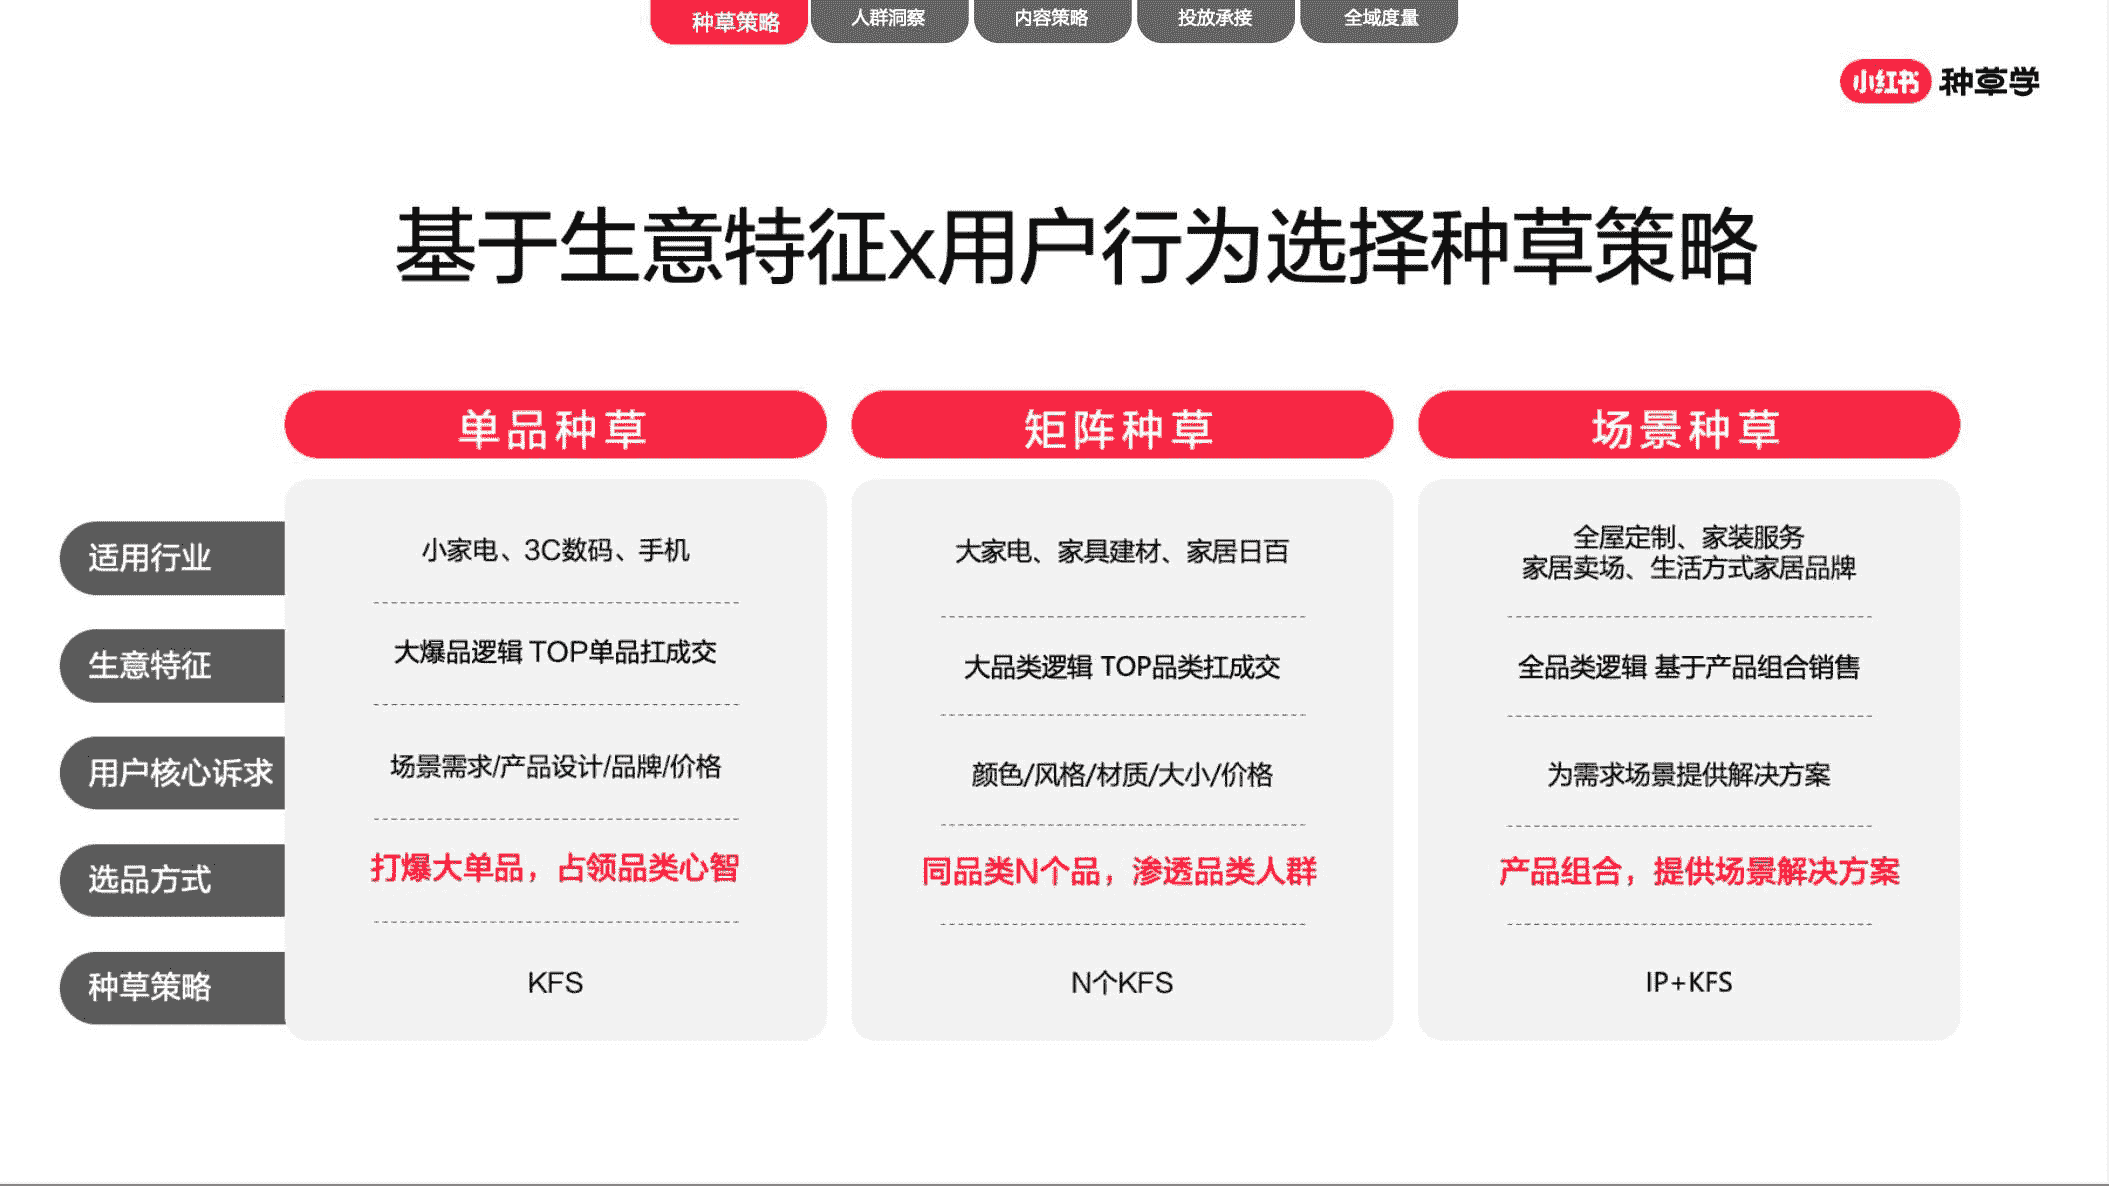 种草策略
人群洞察
内容策略
投放承接
全域度量
小红书 种草学
基于生意特征x用户行为选择种草策略
单品种草
矩阵种草
场景种草
适用行业
小家电、3C数码、手机
大家电、家具建材、家居日百
全屋定制、家装服务
家居卖场、生活方式家居品牌
生意特征
大爆品逻辑 TOP单品扛成交
大品类逻辑 TOP品类扛成交
全品类逻辑 基于产品组合销售
用户核心诉求
场景需求/产品设计/品牌/价格
颜色/风格/材质/大小/价格
为需求场景提供解决方案
选品方式
打爆大单品，占领品类心智
同品类N个品，渗透品类人群
产品组合，提供场景解决方案
种草策略
KFS
N个KFS
IP+KFS